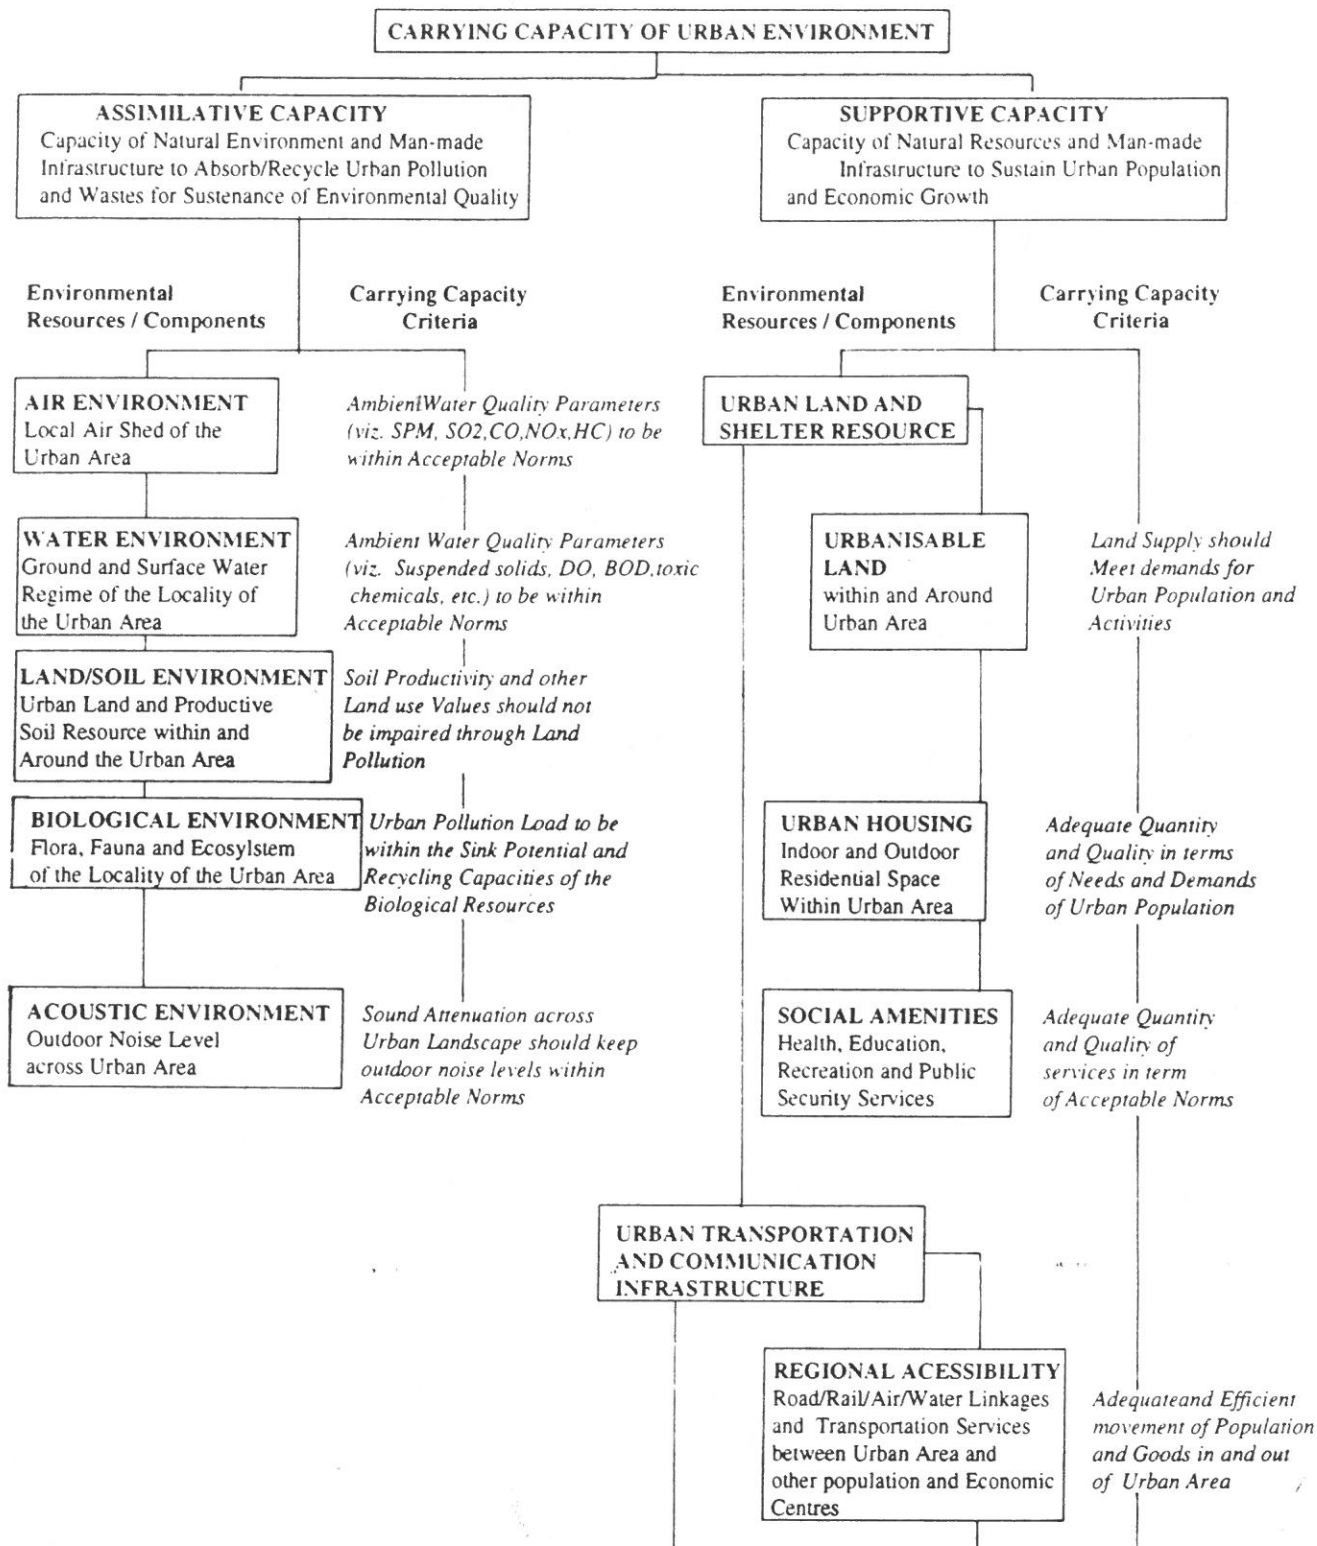 CARRYING CAPACITY OF URBAN ENVIRONMENT
ASSIMILATIVE CAPACITY
Capacity of Natural Environment and Man-made
Infrastructure to Absorb/Recycle Urban Pollution
and Wastes for Sustenance of Environmental Quality
SUPPORTIVE CAPACITY
Capacity of Natural Resources and Man-made
Infrastructure to Sustain Urban Population
and Economic Growth
Environmental
Resources / Components
Carrying Capacity
Criteria
Environmental
Resources / Components
Carrying Capacity
Criteria
AIR ENVIRONMENT
Local Air Shed of the
Urban Area
AmbientWater Quality Parameters
(viz. SPM, SO2,CO,NOx,HC) to be
within Acceptable Norms
WATER ENVIRONMENT
Ground and Surface Water
Regime of the Locality of
the Urban Area
Ambient Water Quality Parameters
(viz. Suspended solids, DO, BOD,toxic
chemicals, etc.) to be within
Acceptable Norms
LAND/SOIL ENVIRONMENT
Urban Land and Productive
Soil Resource within and
Around the Urban Area
Soil Productivity and other
Land use Values should not
be impaired through Land
Pollution
BIOLOGICAL ENVIRONMENT
Flora, Fauna and Ecosylstem
of the Locality of the Urban Area
Urban Pollution Load to be
within the Sink Potential and
Recycling Capacities of the
Biological Resources
ACOUSTIC ENVIRONMENT
Outdoor Noise Level
across Urban Area
Sound Attenuation across
Urban Landscape should keep
outdoor noise levels within
Acceptable Norms
URBAN LAND AND
SHELTER RESOURCE
URBANISABLE
LAND
within and Around
Urban Area
Land Supply should
Meet demands for
Urban Population and
Activities
URBAN HOUSING
Indoor and Outdoor
Residential Space
Within Urban Area
Adequate Quantity
and Quality in terms
of Needs and Demands
of Urban Population
SOCIAL AMENITIES
Health, Education,
Recreation and Public
Security Services
Adequate Quantity
and Quality of
services in term
of Acceptable Norms
URBAN TRANSPORTATION
AND COMMUNICATION
INFRASTRUCTURE
REGIONAL ACESSIBILITY
Road/Rail/Air/Water Linkages
and Transportation Services
between Urban Area and
other population and Economic
Centres
Adequateand Efficient
movement of Population
and Goods in and out
of Urban Area